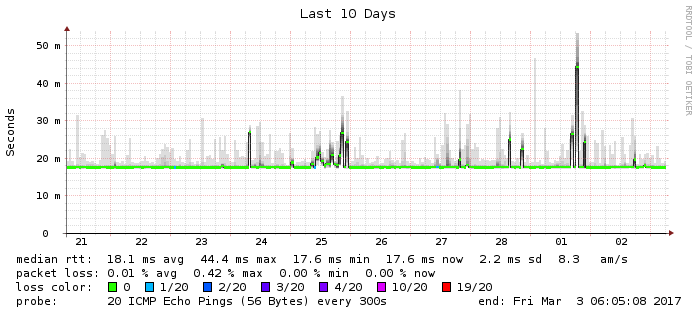 Last 10 Days
RRDTOOL / TOBI OETIKER
Seconds
50 m
40 m
30 m
20 m
10 m
0
21 22 23 24 25 26 27 28 01 02
median rtt: 18.1 ms avg 44.4 ms max 17.6 ms min 17.6 ms now 2.2 ms sd 8.3 am/s
packet loss: 0.01 % avg 0.42 % max 0.00 % min 0.00 % now
loss color: 0 1/20 2/20 3/20 4/20 10/20 19/20
probe: 20 ICMP Echo Pings (56 Bytes) every 300s end: Fri Mar 3 06:05:08 2017